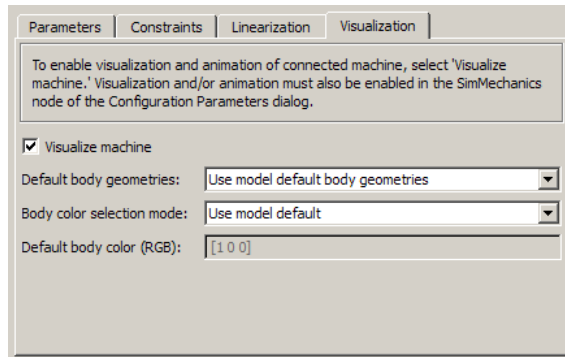 Parameters Constraints Linearization Visualization
To enable visualization and animation of connected machine, select 'Visualize
machine.' Visualization and/or animation must also be enabled in the SimMechanics
node of the Configuration Parameters dialog.
Visualize machine
Default body geometries: Use model default body geometries
Body color selection mode: Use model default
Default body color (RGB): [1 0 0]